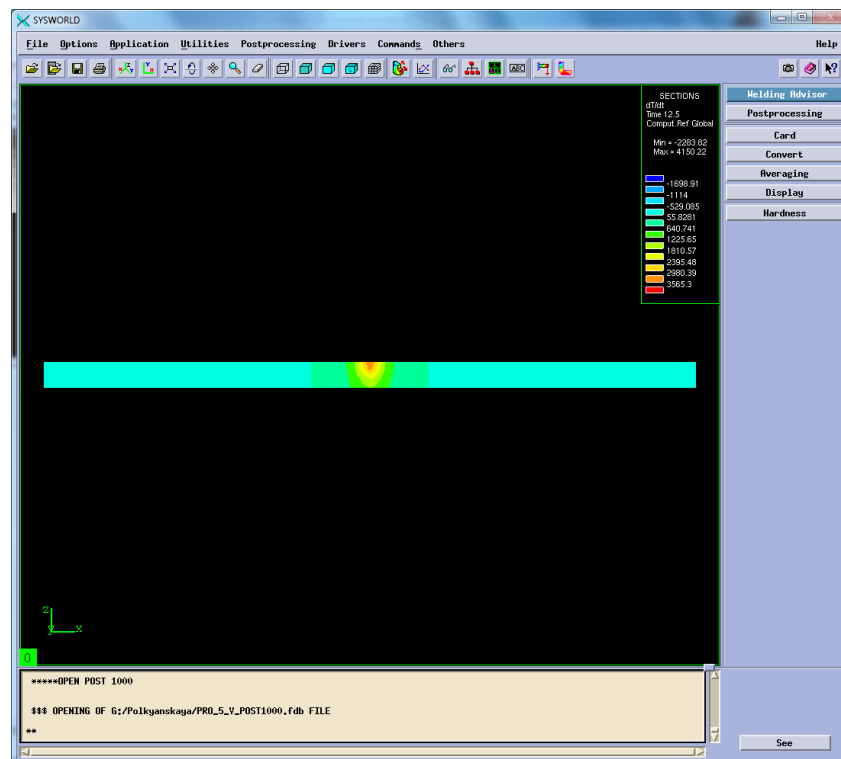 SYSWORLD
File Options Application Utilities Postprocessing Drivers Commands Others Help
ABC
SECTIONS
dT/dt
Time 12.5
Comput.Ref Global
Min = -2283.82
Max = 4150.22
-1698.91
-1114
-529.085
55.8281
640.741
1225.65
1810.57
2395.48
2980.39
3565.3
Welding Advisor
Postprocessing
Card
Convert
Averaging
Display
Hardness
z
y x
0
*****OPEN POST 1000
$$$ OPENING OF G:/Polkyanskaya/PRO_5_V_POST1000.fdb FILE
**
See